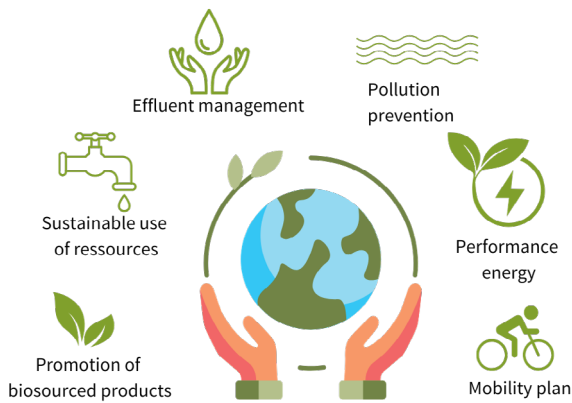 Effluent management
Pollution
prevention
Sustainable use
of ressources
Performance
energy
Promotion of
biosourced products
Mobility plan